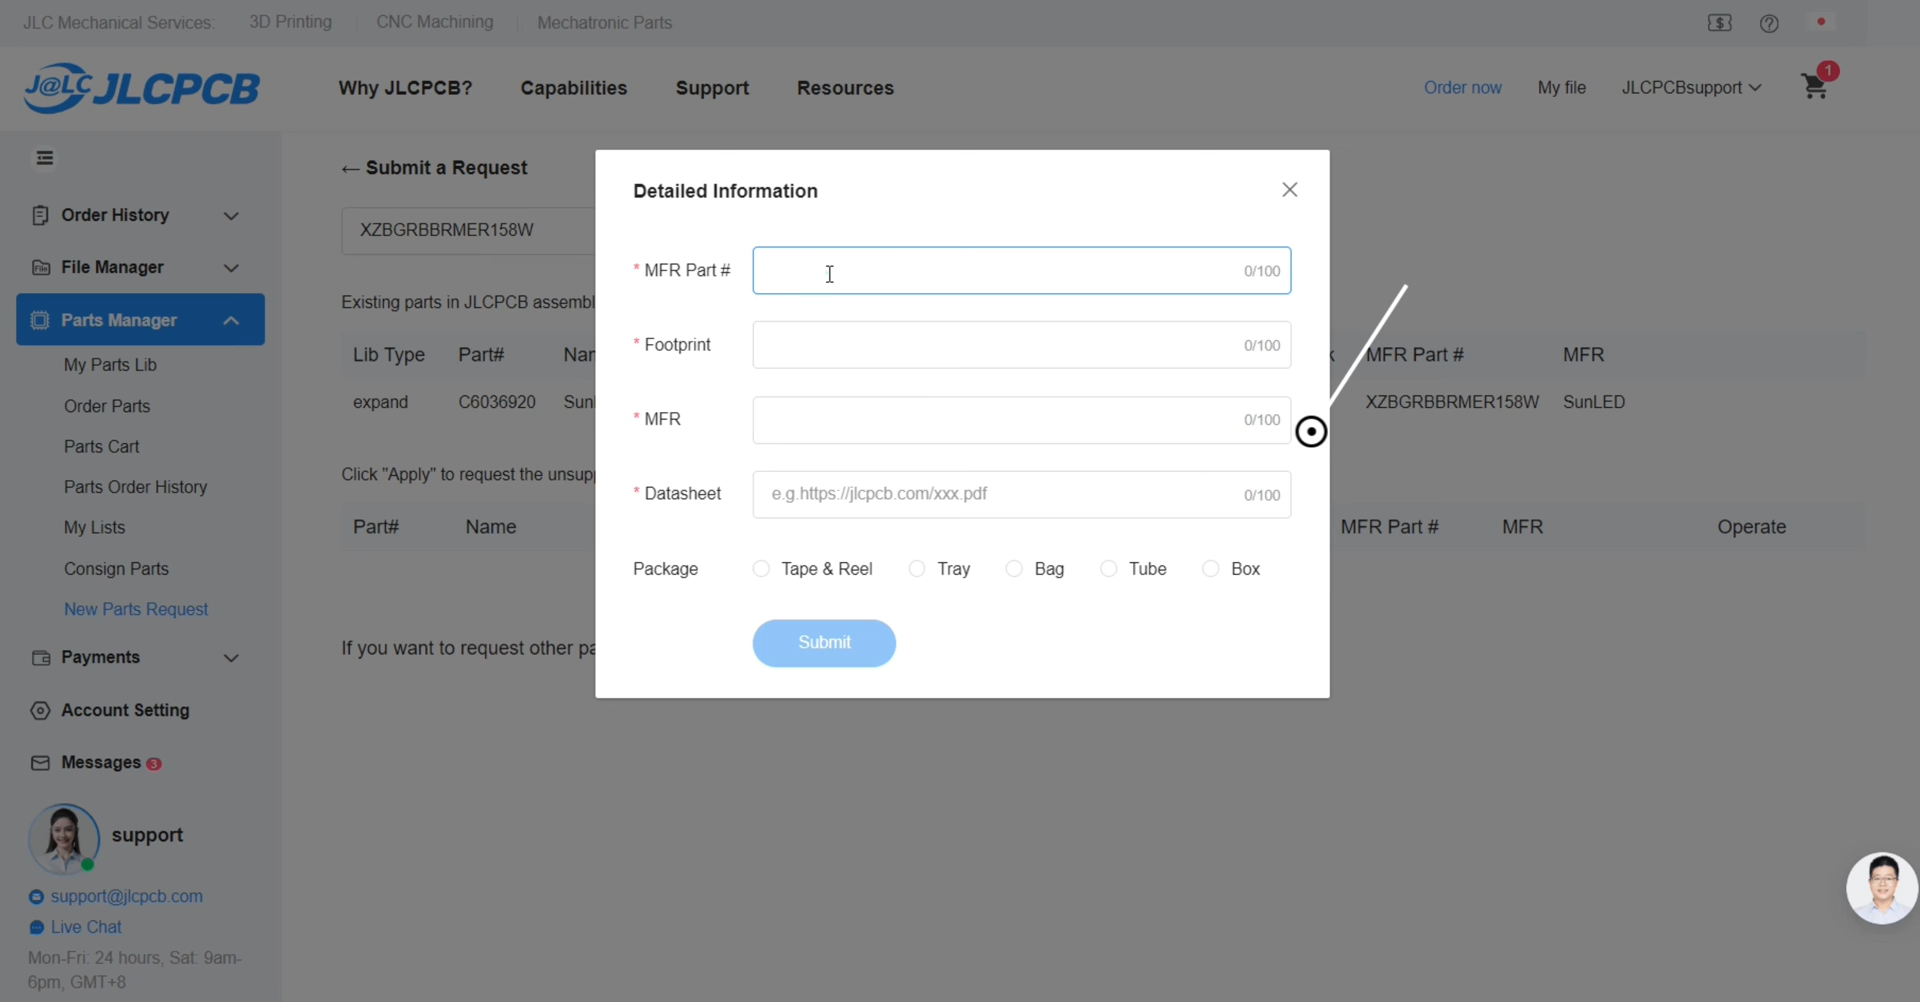 JLC Mechanical Services: 3D Printing CNC Machining Mechatronic Parts
J@LC JLCPCB Why JLCPCB? Capabilities Support Resources Order now My file JLCPCBsupport 1
← Submit a Request
Order History
File Manager
Parts Manager
My Parts Lib
Order Parts
Parts Cart
Parts Order History
My Lists
Consign Parts
New Parts Request
Payments
Account Setting
Messages 3
support
support@jlcpcb.com
Live Chat
Mon-Fri: 24 hours, Sat: 9am-
6pm, GMT+8
XZBGRBBRMER158W
Existing parts in JLCPCB
Lib Type Part# MFR Part # MFR
expand C6036920 XZBGRBBRMER158W SunLED
Click "Apply" to request the
Part# Name MFR Part # MFR Operate
If you want to request other
Detailed Information
* MFR Part # 0/100
* Footprint 0/100
* MFR 0/100
* Datasheet e.g.https://jlcpcb.com/xxx.pdf 0/100
Package Tape & Reel Tray Bag Tube Box
Submit